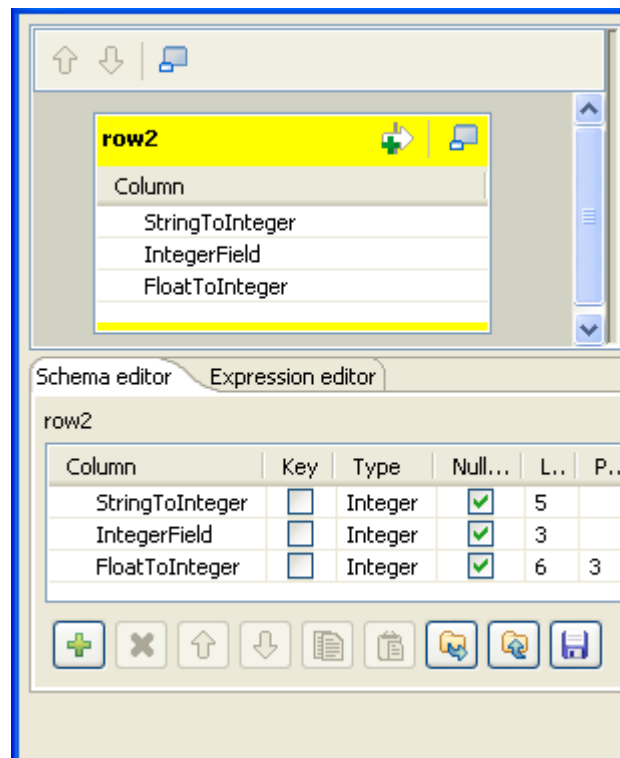 row2
Column
StringToInteger
IntegerField
FloatToInteger
Schema editor Expression editor
row2
Column Key Type Null... L.. P..
StringToInteger Integer 5
IntegerField Integer 3
FloatToInteger Integer 6 3